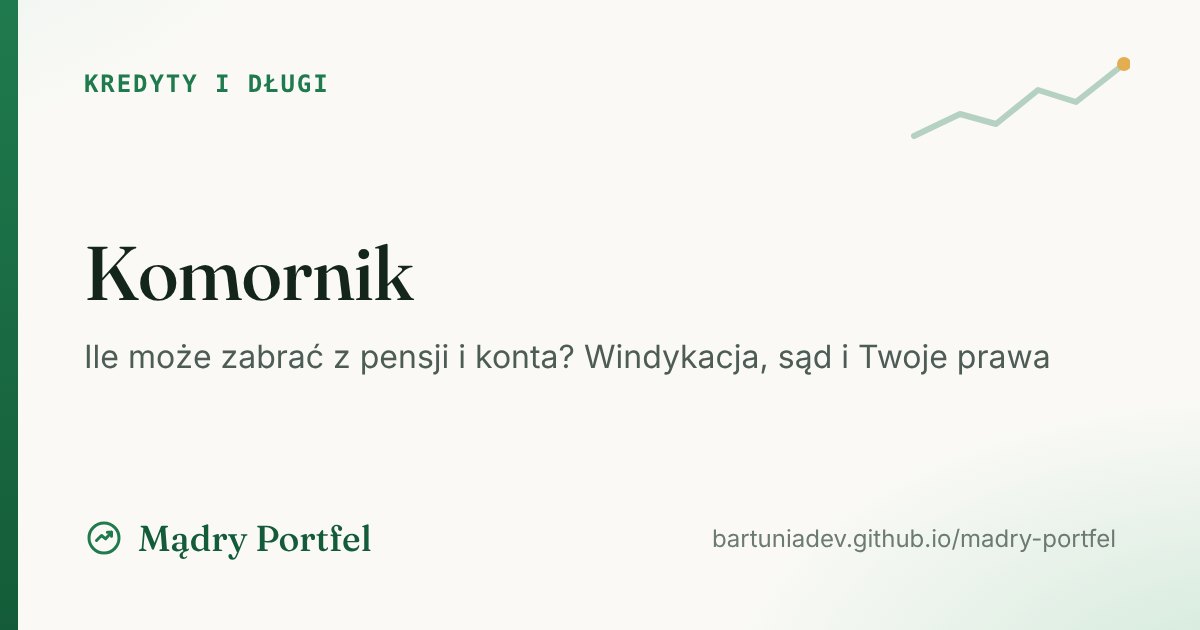 KREDYTY I DŁUGI
Komornik
Ile może zabrać z pensji i konta? Windykacja, sąd i Twoje prawa
Mądry Portfel
bartuniadev.github.io/madry-portfel